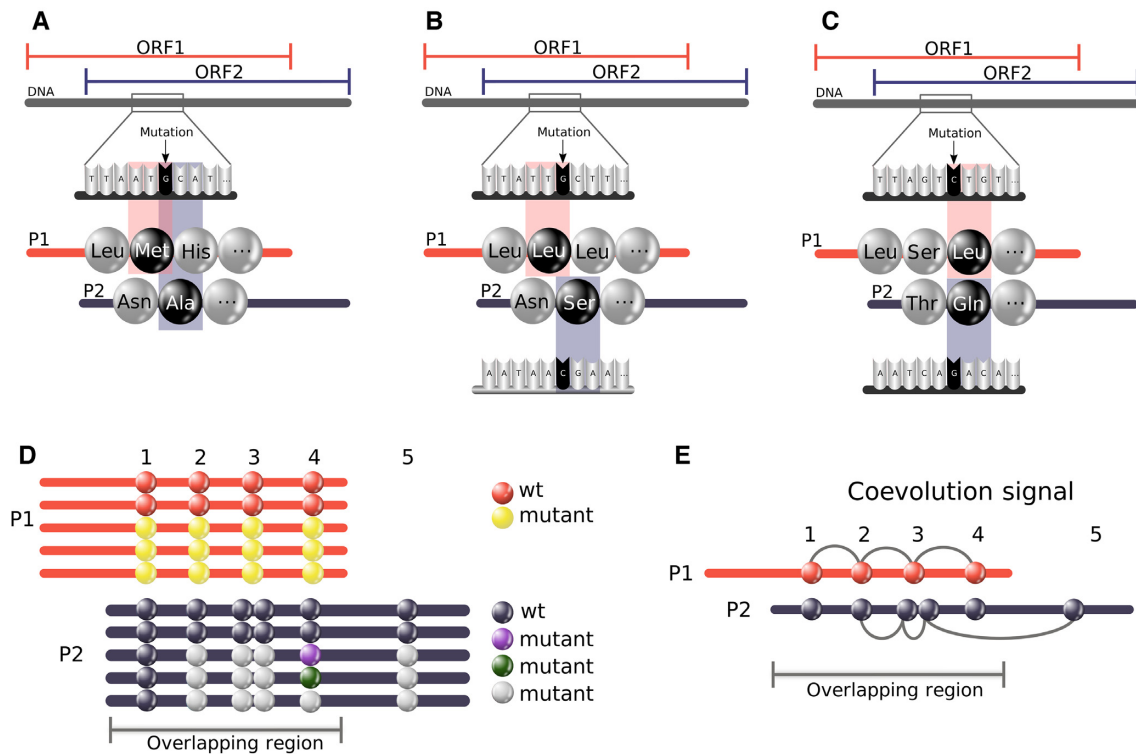 A
ORF1
ORF2
DNA
Mutation
T T A A T G C A T ...
P1
Leu Met His ...
P2
Asn Ala ...
B
ORF1
ORF2
DNA
Mutation
T T A T T G C T T ...
P1
Leu Leu Leu ...
P2
Asn Ser ...
A A T A A C G A A ...
C
ORF1
ORF2
DNA
Mutation
T T A G T C T G T ...
P1
Leu Ser Leu ...
P2
Thr Gln ...
A A T C A G A C A ...
D
1 2 3 4 5
P1
wt
mutant
P2
wt
mutant
mutant
mutant
Overlapping region
E
Coevolution signal
1 2 3 4 5
P1
P2
Overlapping region